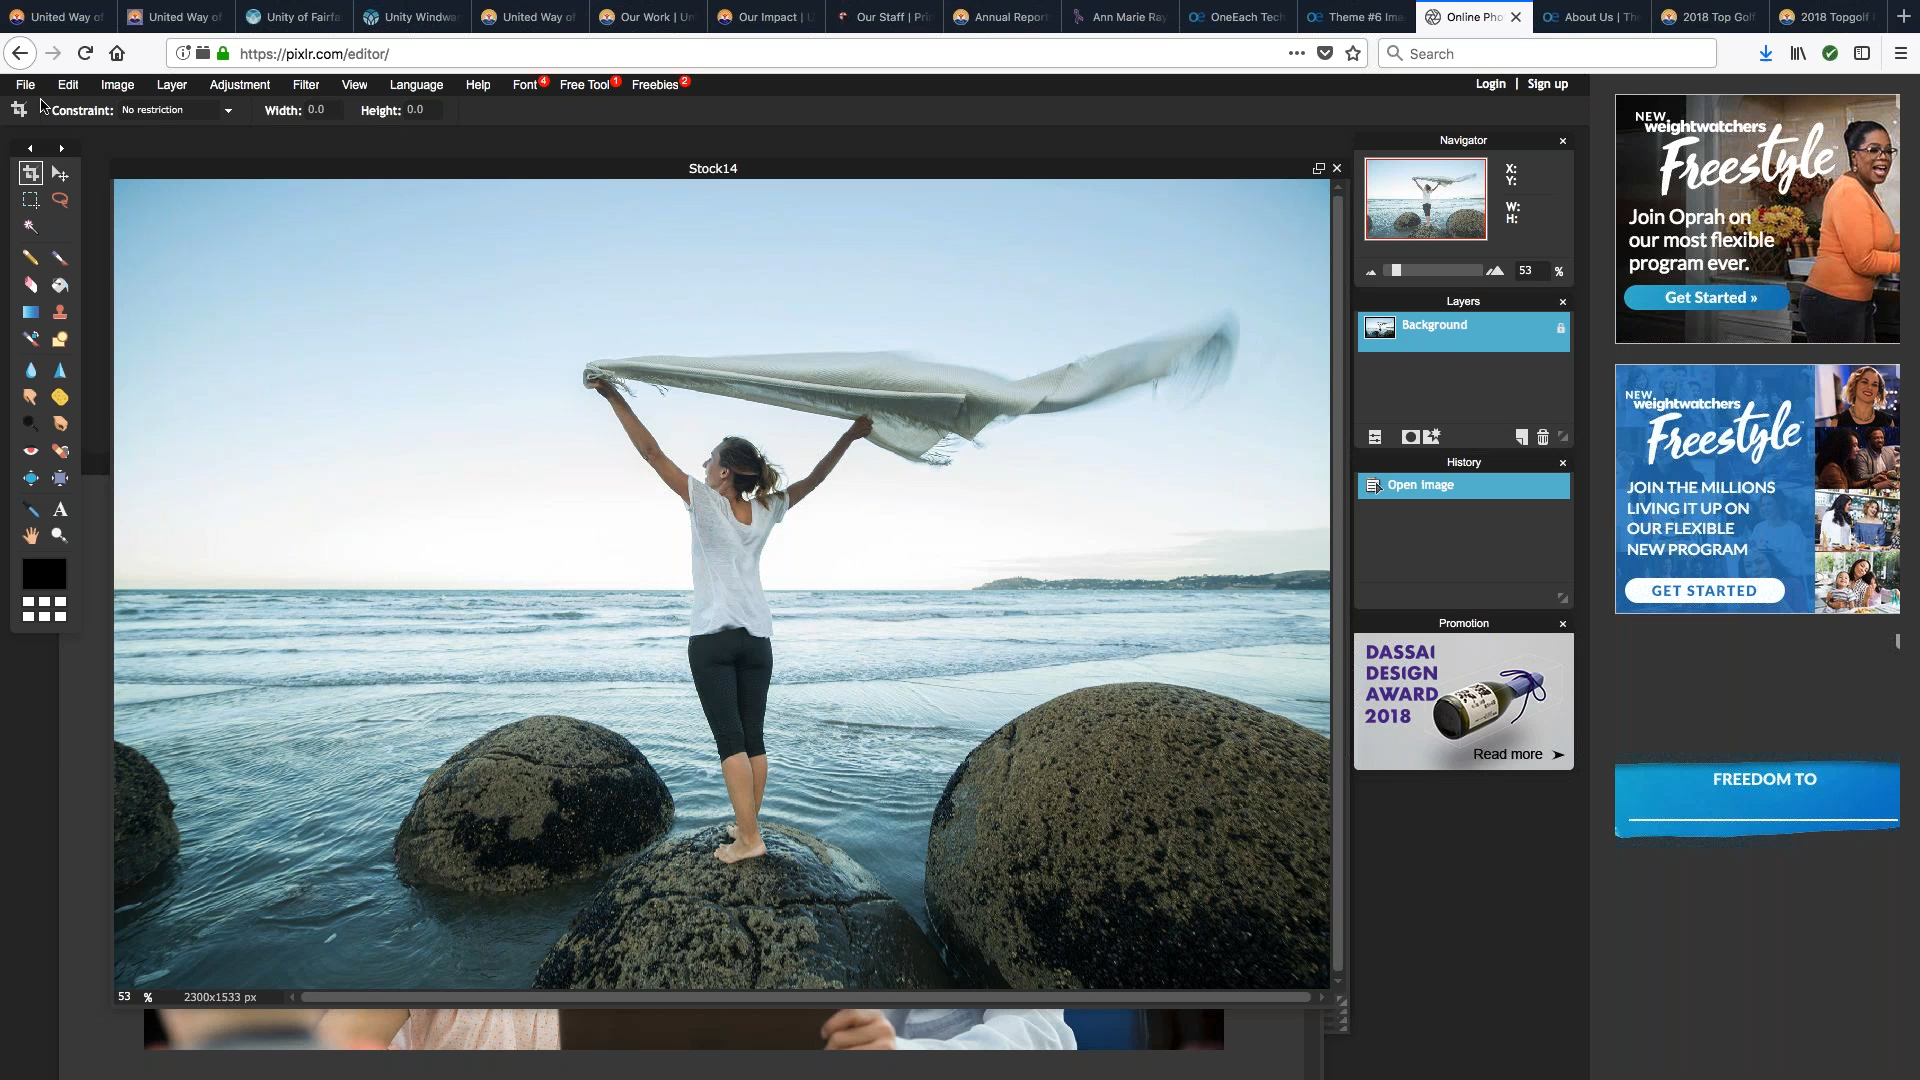 United Way of
United Way of
Unity of Fairfa
Unity Windwa
United Way of
Our Work | Un
Our Impact | U
Our Staff | Pri
Annual Report
Ann Marie Ray
OneEach Tech
Theme #6 Ima
Online Pho
About Us | The
2018 Top Golf
2018 Topgolf
https://pixlr.com/editor/
Search
File Edit Image Layer Adjustment Filter View Language Help Font 4 Free Tool 1 Freebies 2
Login | Sign up
Constraint: No restriction Width: 0.0 Height: 0.0
Stock14
Navigator
X:
Y:
W:
H:
53 %
Layers
Background
History
Open image
Promotion
DASSAI
DESIGN
AWARD
2018
Read more
A
53 % 2300x1533 px
NEW
weightwatchers
Freestyle
Join Oprah on
our most flexible
program ever.
Get Started »
NEW
weightwatchers
Freestyle
JOIN THE MILLIONS
LIVING IT UP ON
OUR FLEXIBLE
NEW PROGRAM
GET STARTED
FREEDOM TO